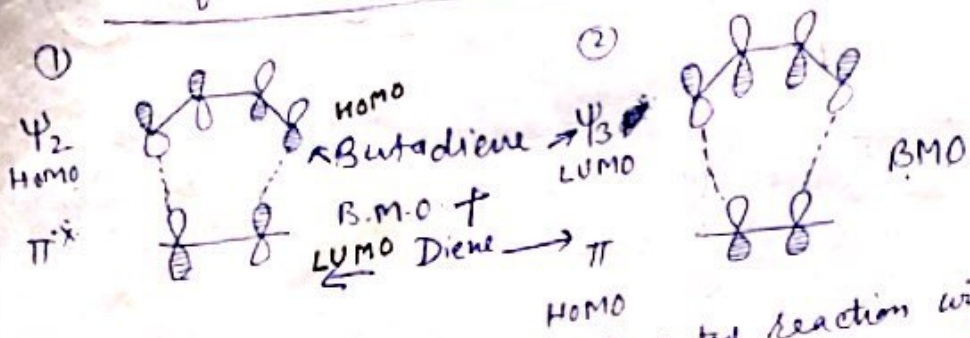 ①
②
Ψ2
HOMO
π*
HOMO
Butadiene → Ψ3
LUMO
B.M.O +
LUMO Diene → π
HOMO
BMO
reaction